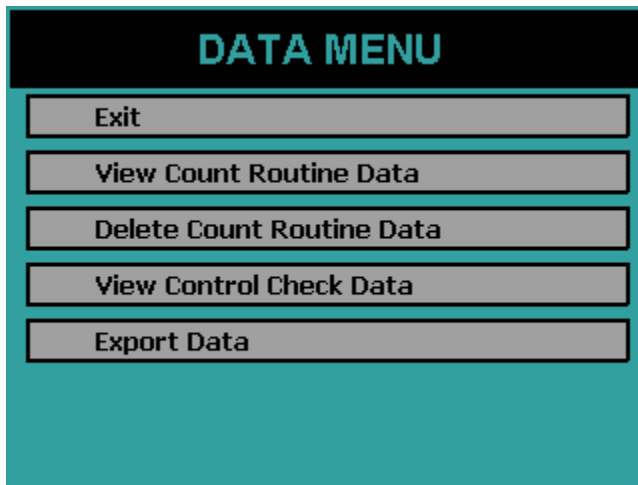 DATA MENU
Exit
View Count Routine Data
Delete Count Routine Data
View Control Check Data
Export Data